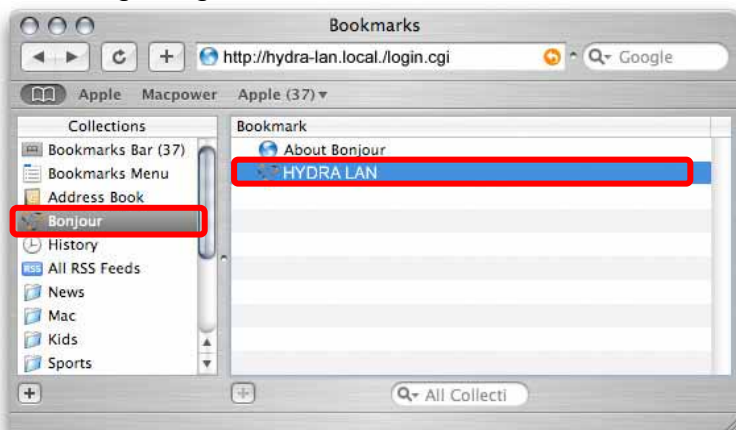 Bookmarks
http://hydra-lan.local./login.cgi
Q- Google
Apple Macpower Apple (37)
Collections
Bookmark
Bookmarks Bar (37)
About Bonjour
Bookmarks Menu
HYDRA LAN
Address Book
Bonjour
History
RSS All RSS Feeds
News
Mac
Kids
Sports
Q- All Collecti